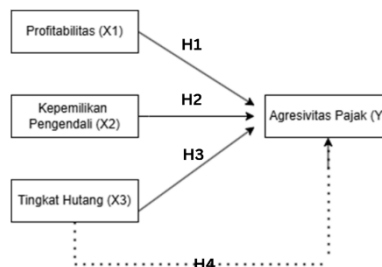 Profitabilitas (X1)
H1
Kepemilikan
Pengendali (X2)
H2
Agresivitas Pajak (Y
H3
Tingkat Hutang (X3)
H4